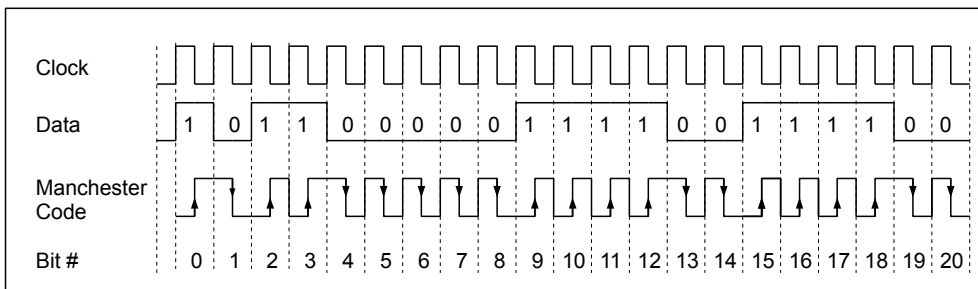 Clock
Data 1 0 1 1 0 0 0 0 0 1 1 1 1 0 0 1 1 1 1 0 0
Manchester
Code
Bit # 0 1 2 3 4 5 6 7 8 9 10 11 12 13 14 15 16 17 18 19 20